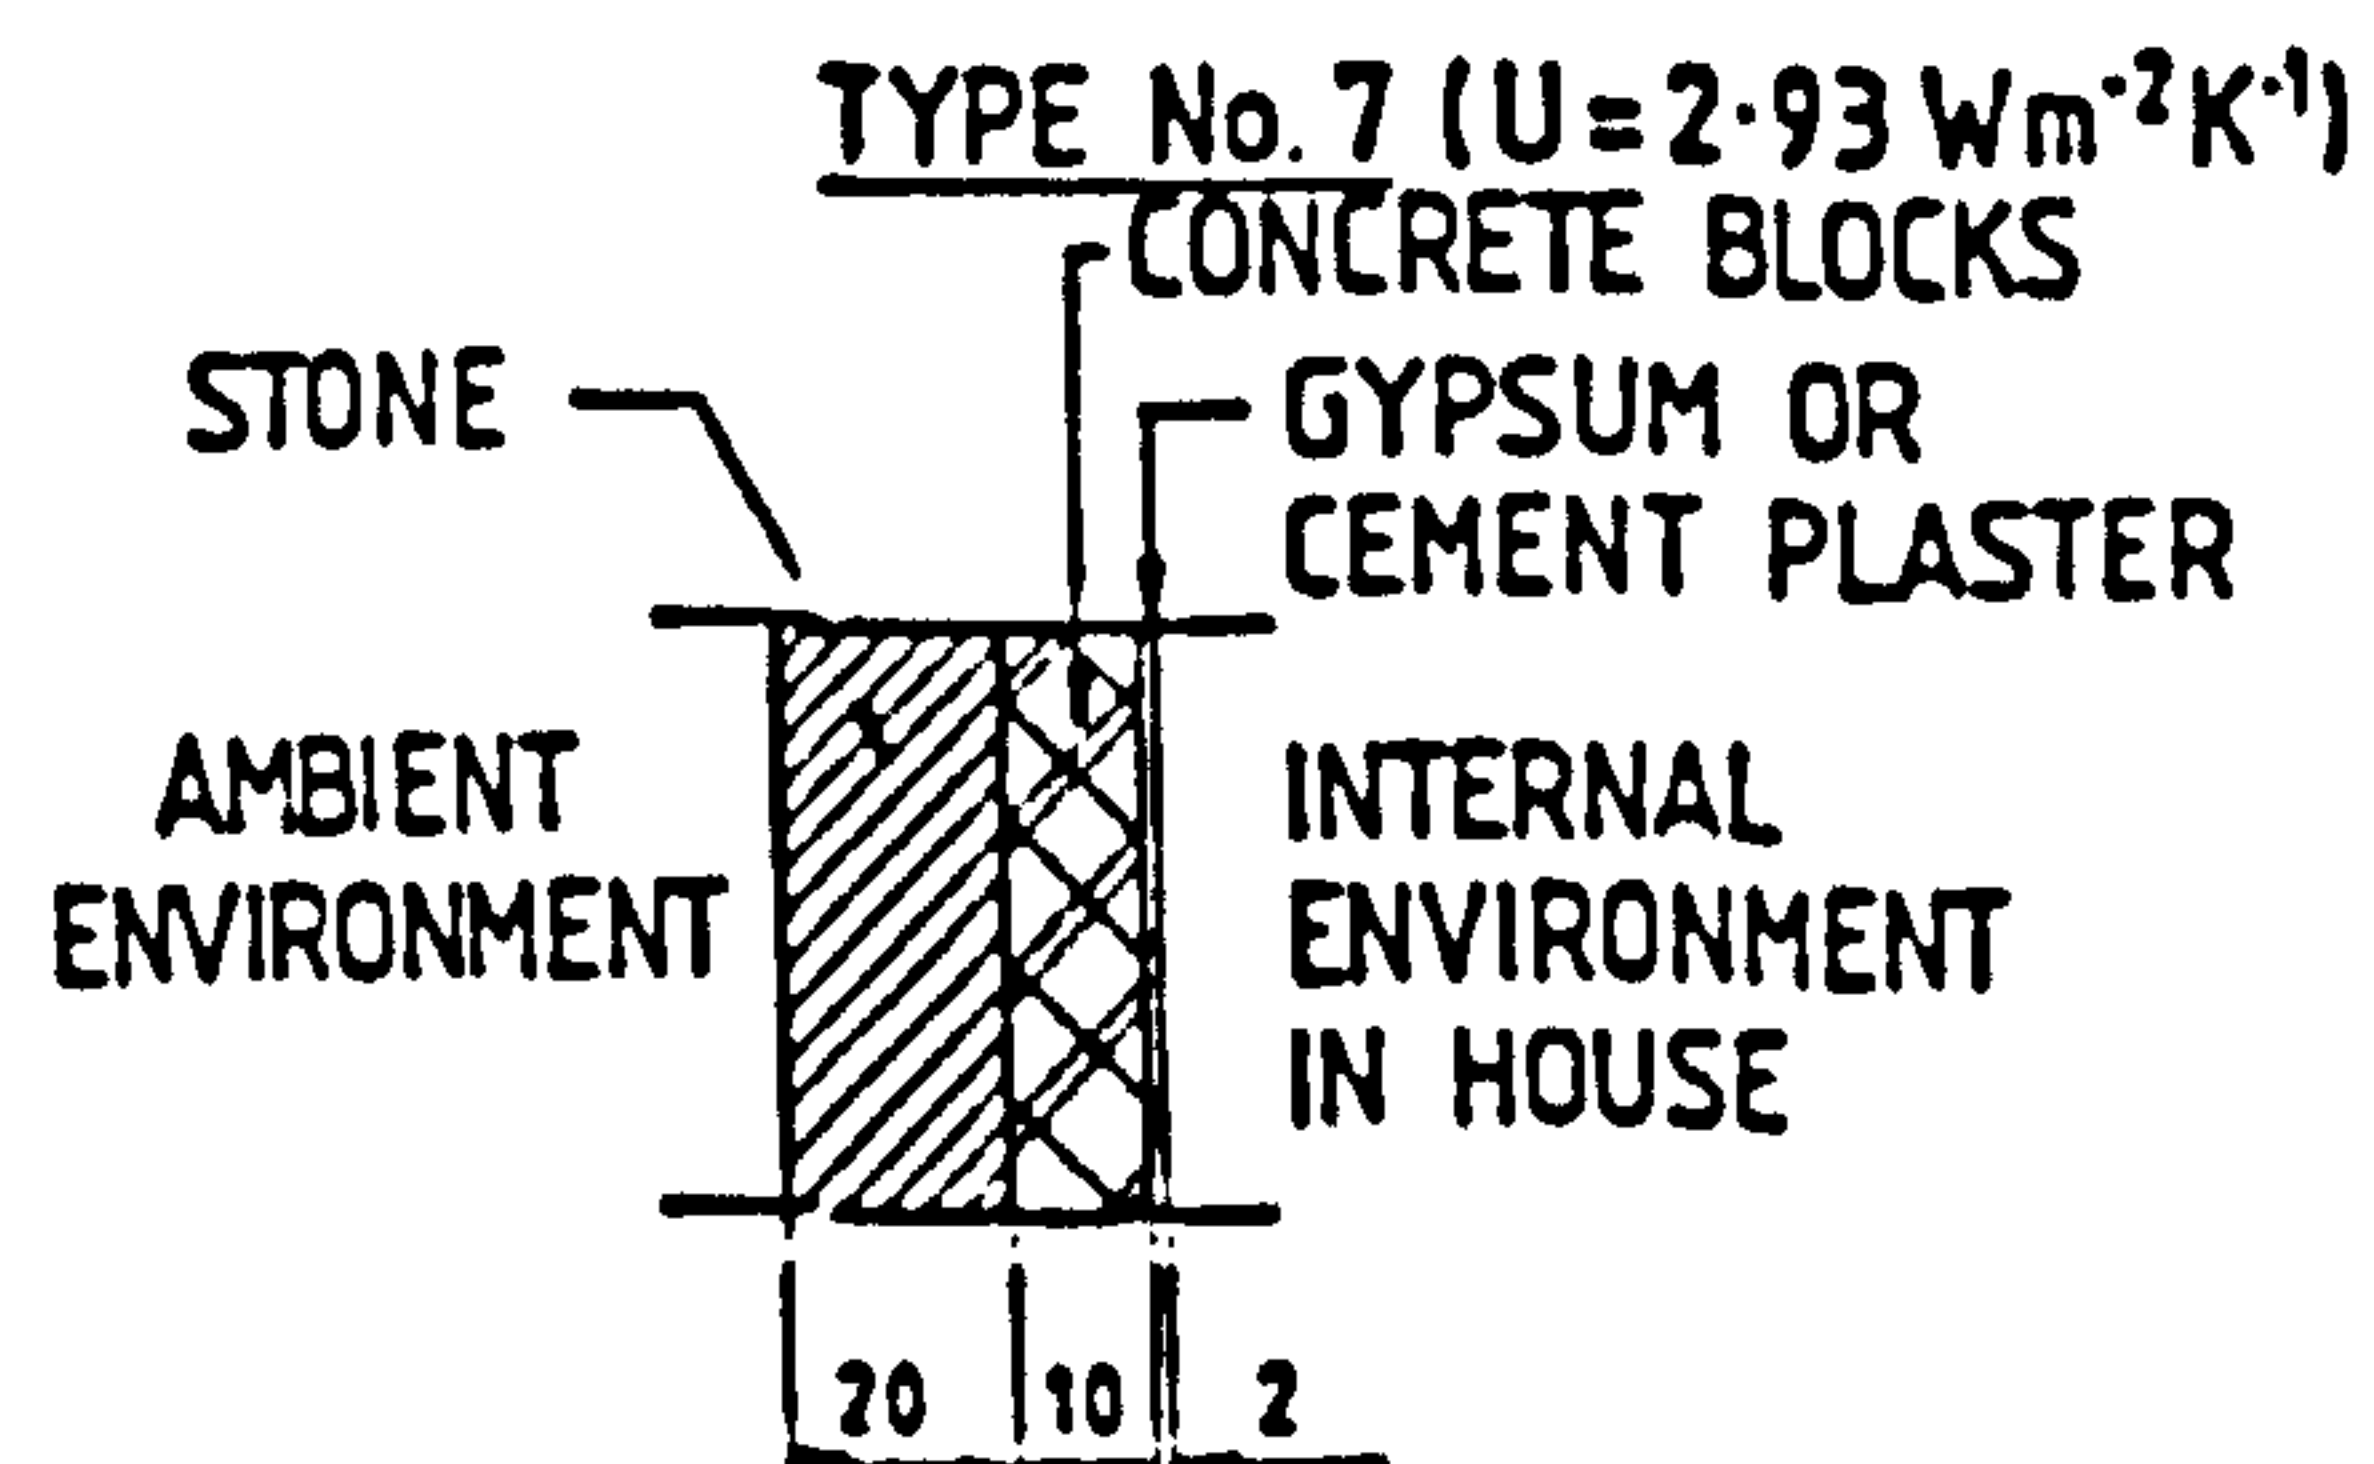 TYPE No. 7 (U=2·93 Wm⁻²K⁻¹)
CONCRETE BLOCKS
STONE
GYPSUM OR
CEMENT PLASTER
AMBIENT
ENVIRONMENT
INTERNAL
ENVIRONMENT
IN HOUSE
20 10 2